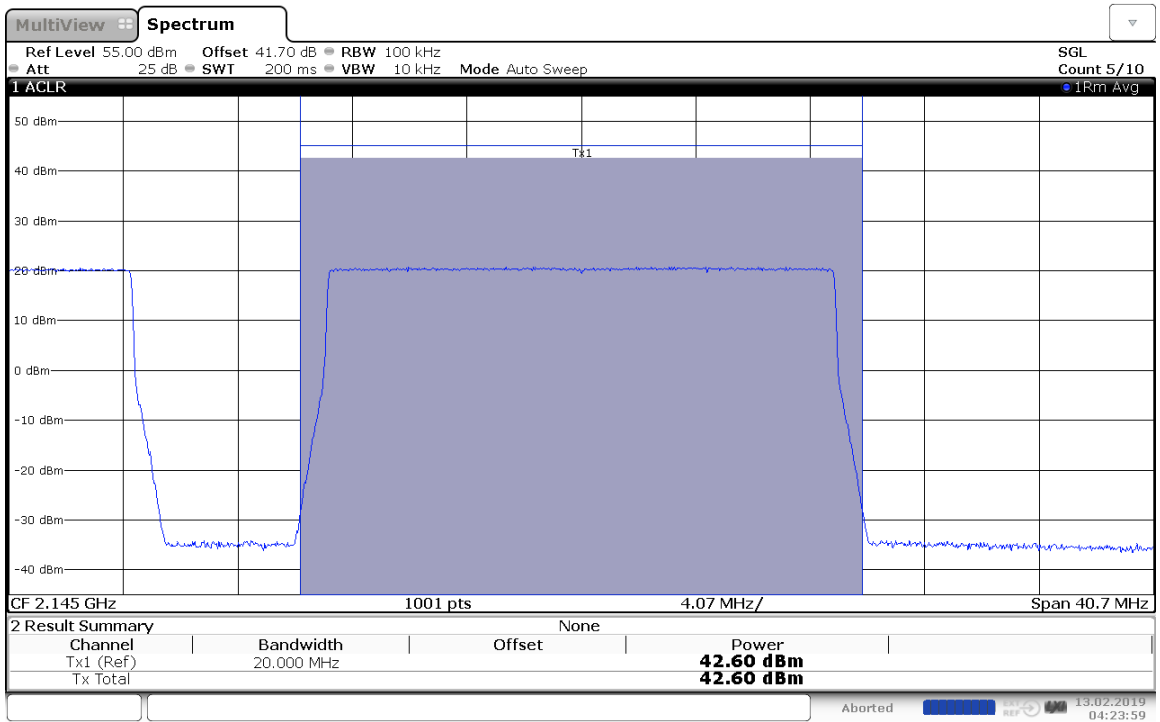 MultiView Spectrum
Ref Level 55.00 dBm Offset 41.70 dB RBW 100 kHz SGL
Att 25 dB SWT 200 ms VBW 10 kHz Mode Auto Sweep Count 5/10
1 ACLR 1Rm Avg
50 dBm
Tx1
40 dBm
30 dBm
20 dBm
10 dBm
0 dBm
-10 dBm
-20 dBm
-30 dBm
-40 dBm
CF 2.145 GHz 1001 pts 4.07 MHz/ Span 40.7 MHz
2 Result Summary None
Channel Bandwidth Offset Power
Tx1 (Ref) 20.000 MHz 42.60 dBm
Tx Total 42.60 dBm
Aborted EXT REF 13.02.2019
04:23:59